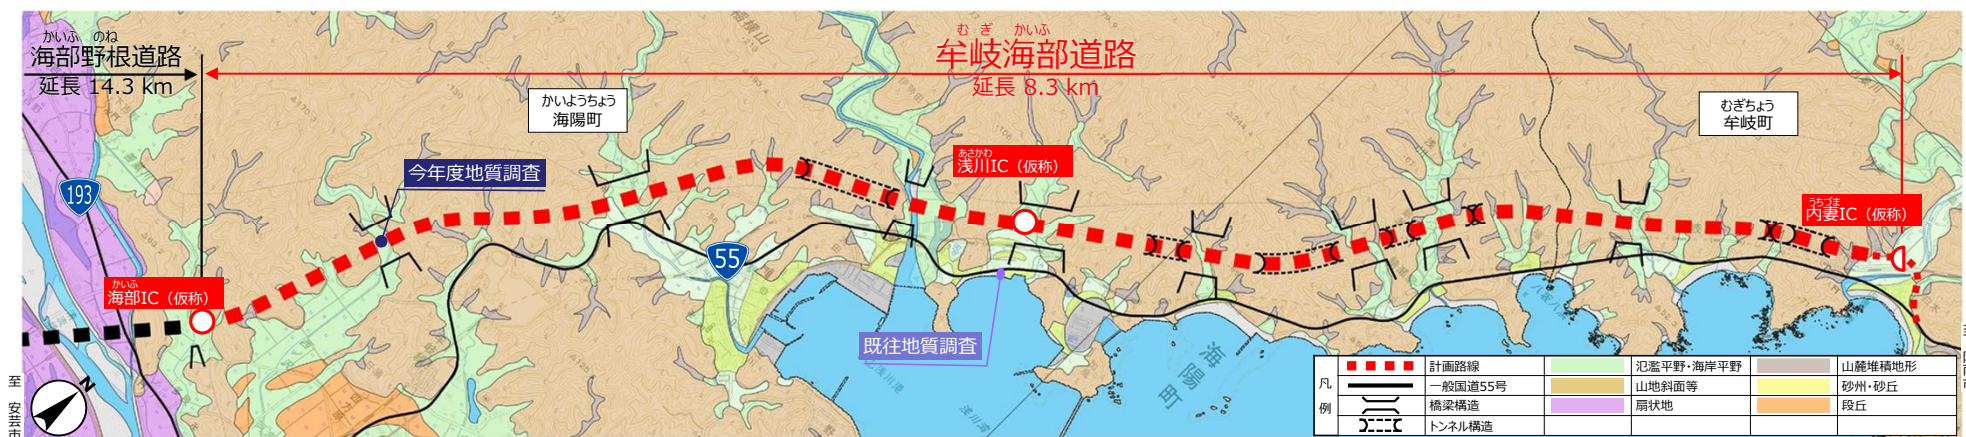 かいふ のね
海部野根道路
延長 14.3 km
む ぎ かいふ
牟岐海部道路
延長 8.3 km
かいようちょう
海陽町
むぎちょう
牟岐町
今年度地質調査
あさかわ
浅川IC（仮称）
193
うちづま
内妻IC（仮称）
55
かいふ
海部IC（仮称）
既往地質調査
海陽町
N
至 安芸市
凡例
計画路線
氾濫平野・海岸平野
山麓堆積地形
一般国道55号
山地斜面等
砂州・砂丘
橋梁構造
扇状地
段丘
トンネル構造